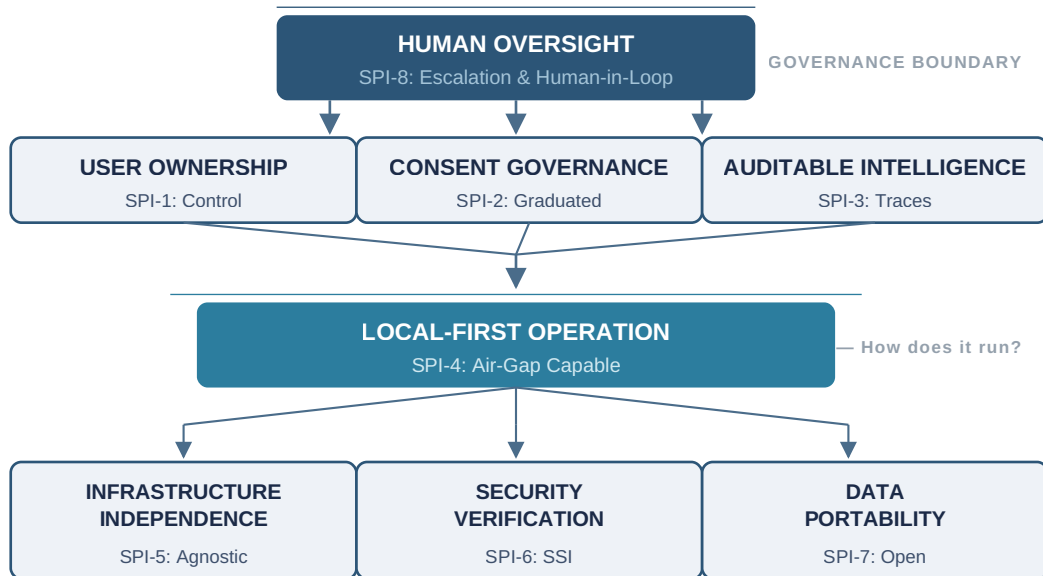 HUMAN OVERSIGHT
SPI-8: Escalation & Human-in-Loop
GOVERNANCE BOUNDARY
USER OWNERSHIP
SPI-1: Control
CONSENT GOVERNANCE
SPI-2: Graduated
AUDITABLE INTELLIGENCE
SPI-3: Traces
LOCAL-FIRST OPERATION
SPI-4: Air-Gap Capable
— How does it run?
INFRASTRUCTURE
INDEPENDENCE
SPI-5: Agnostic
SECURITY
VERIFICATION
SPI-6: SSI
DATA
PORTABILITY
SPI-7: Open